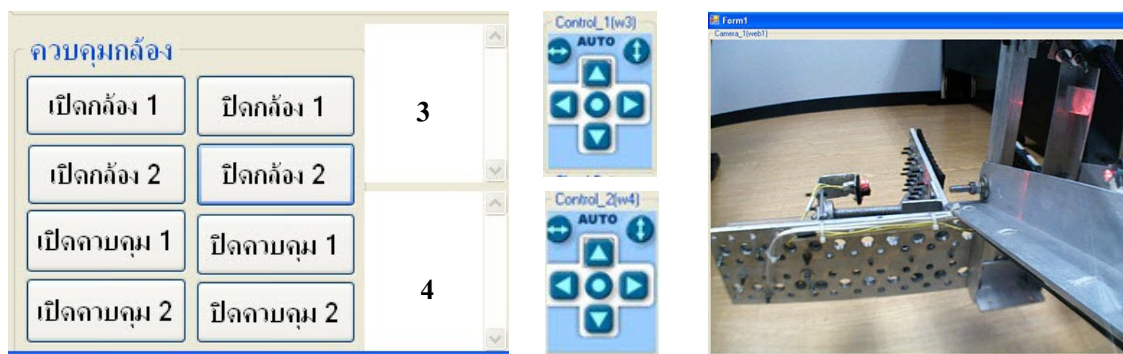 ควบคุมกล้อง
เปิดกล้อง 1
ปิดกล้อง 1
เปิดกล้อง 2
ปิดกล้อง 2
เปิดควบคุม 1
ปิดควบคุม 1
เปิดควบคุม 2
ปิดควบคุม 2
3
4
Control_1(w3)
AUTO
Control_2(w4)
AUTO
Form1
Camera_1(web1)